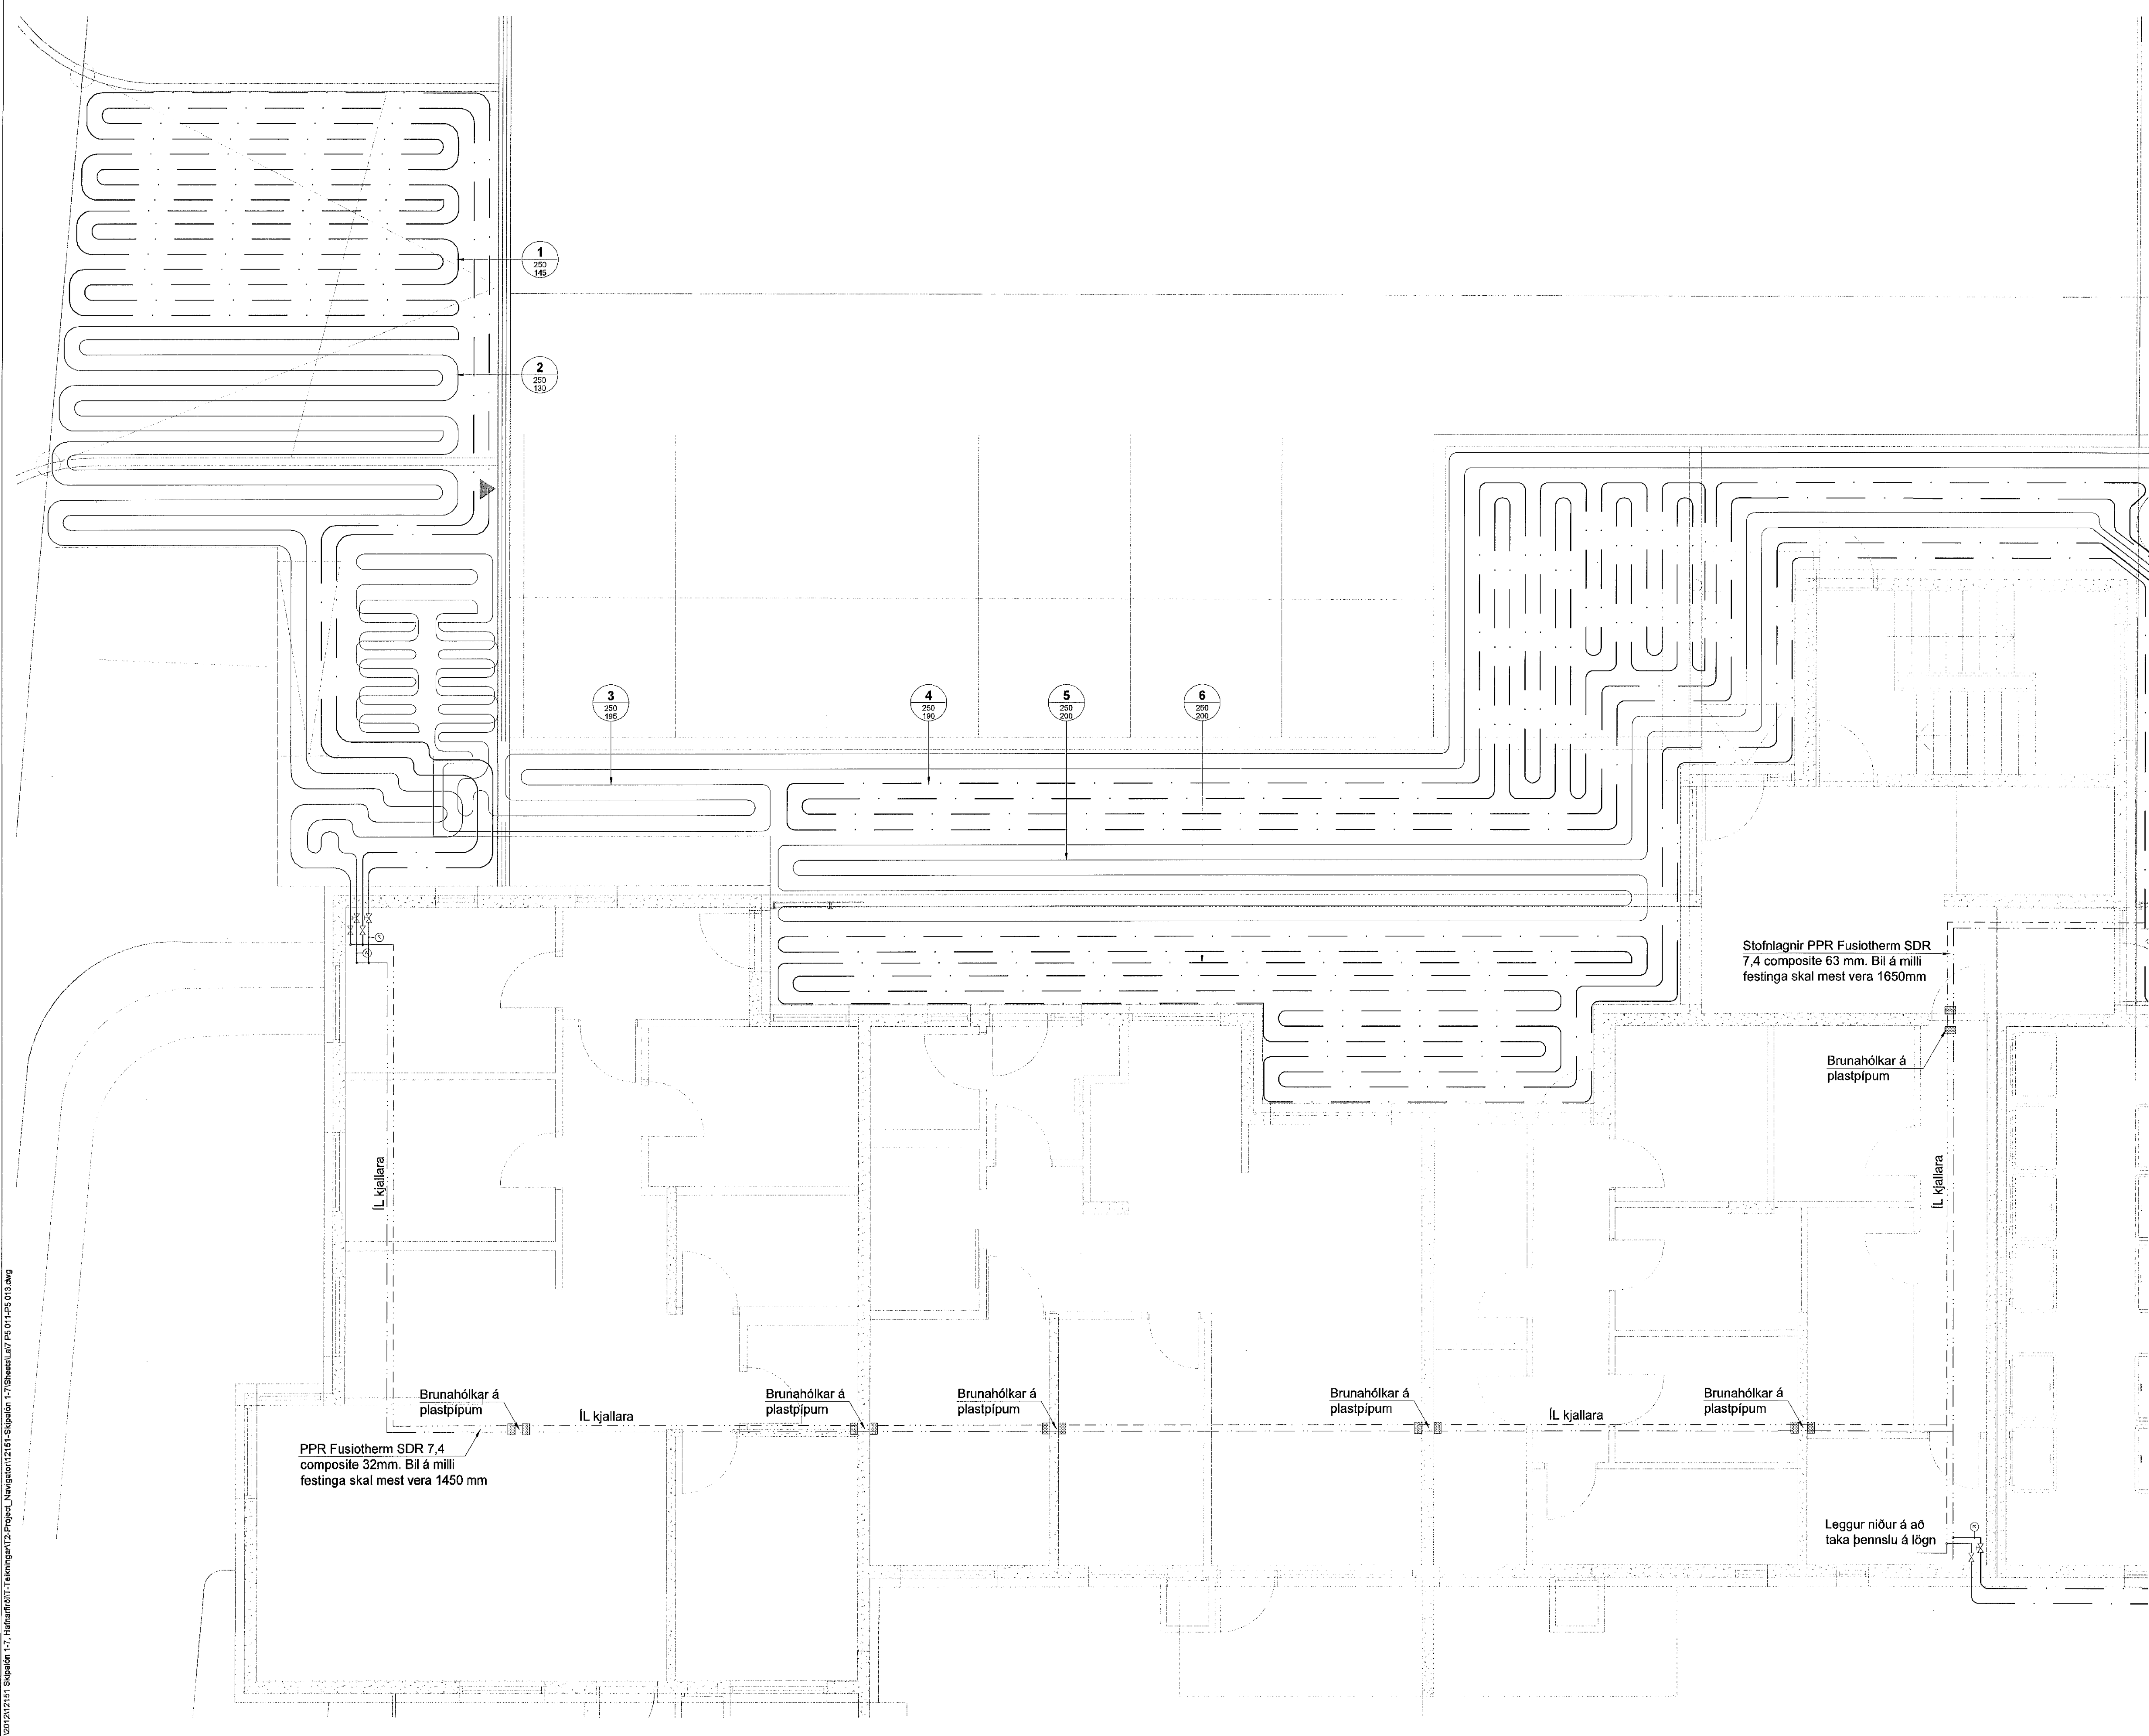 1
250
145
2
250
130
3
250
195
4
250
190
5
250
200
6
250
200
Stofnlagnir PPR Fusiotherm SDR
7,4 composite 63 mm. Bil á milli
festinga skal mest vera 1650mm
Brunahólkar á
plastpípum
ÍL kjallara
ÍL kjallara
Brunahólkar á
plastpípum
ÍL kjallara
Brunahólkar á
plastpípum
Brunahólkar á
plastpípum
Brunahólkar á
plastpípum
ÍL kjallara
Brunahólkar á
plastpípum
PPR Fusiotherm SDR 7,4
composite 32mm. Bil á milli
festinga skal mest vera 1450 mm
Leggur niður á að
taka þennslu á lögn